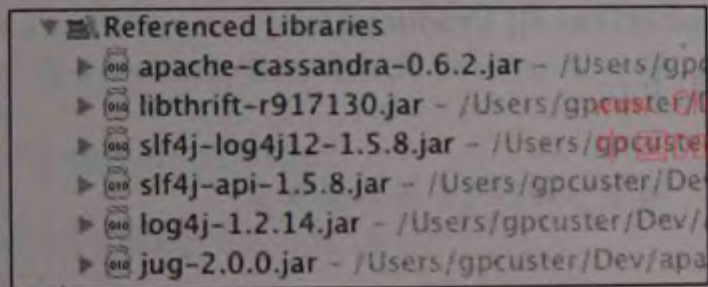 Referenced Libraries
apache-cassandra-0.6.2.jar - /Users/gpc
libthrift-r917130.jar - /Users/gpcuster/D
slf4j-log4j12-1.5.8.jar - /Users/gpcuste
slf4j-api-1.5.8.jar - /Users/gpcuster/De
log4j-1.2.14.jar - /Users/gpcuster/Dev/
jug-2.0.0.jar - /Users/gpcuster/Dev/apa